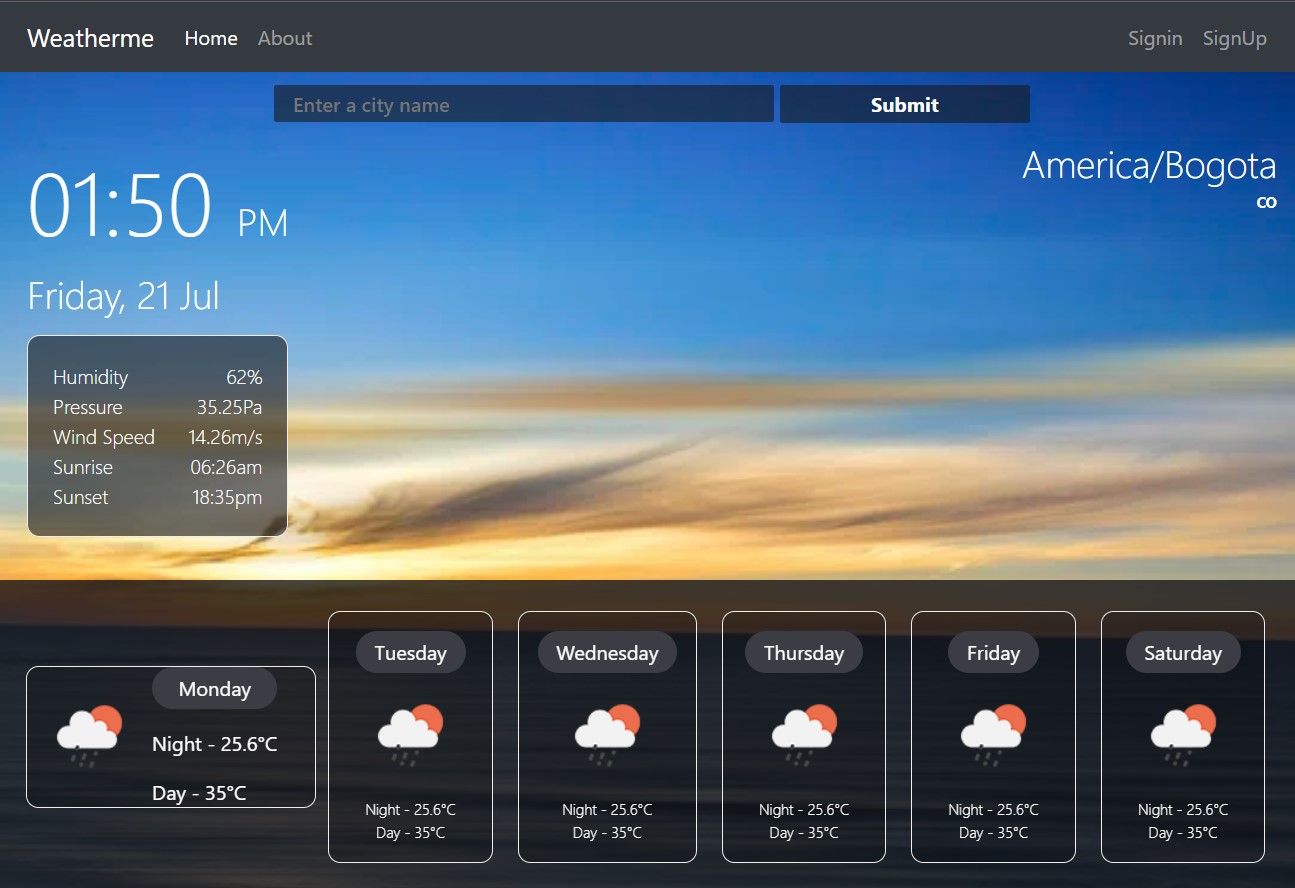 Weatherme Home About Signin SignUp
Enter a city name Submit
01:50 PM
America/Bogota
CO
Friday, 21 Jul
Humidity 62%
Pressure 35.25Pa
Wind Speed 14.26m/s
Sunrise 06:26am
Sunset 18:35pm
Monday
Night - 25.6°C
Day - 35°C
Tuesday
Night - 25.6°C
Day - 35°C
Wednesday
Night - 25.6°C
Day - 35°C
Thursday
Night - 25.6°C
Day - 35°C
Friday
Night - 25.6°C
Day - 35°C
Saturday
Night - 25.6°C
Day - 35°C